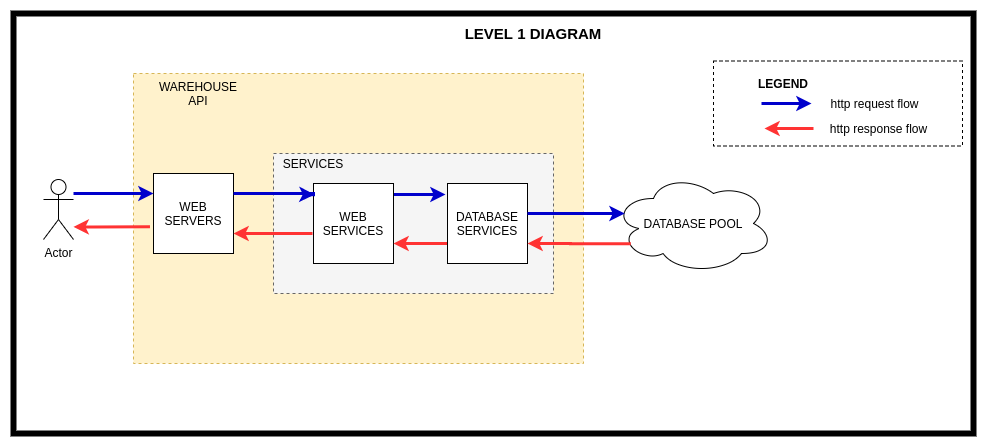 LEVEL 1 DIAGRAM
WAREHOUSE
API
LEGEND
http request flow
http response flow
SERVICES
WEB
SERVERS
WEB
SERVICES
DATABASE
SERVICES
DATABASE POOL
Actor